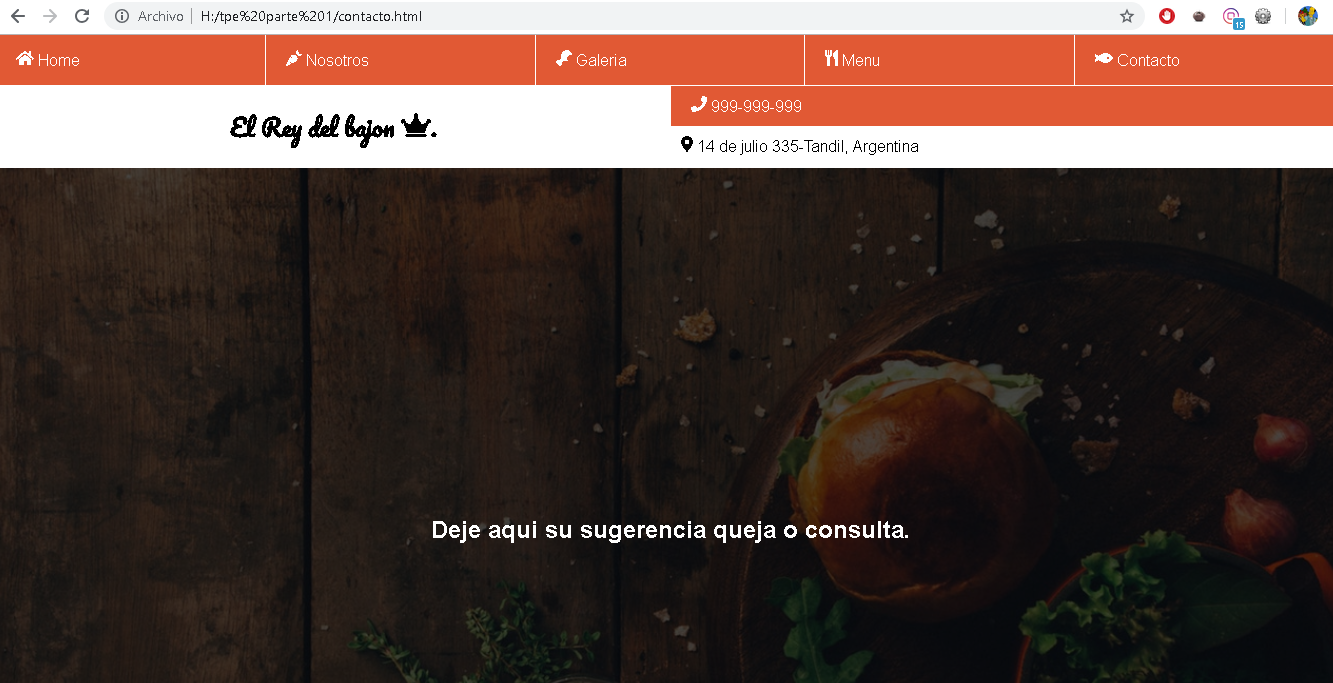 Archivo | H:/tpe%20parte%201/contacto.html
15
Home Nosotros Galeria Menu Contacto
El Rey del bajon .
999-999-999
14 de julio 335-Tandil, Argentina
Deje aqui su sugerencia queja o consulta.